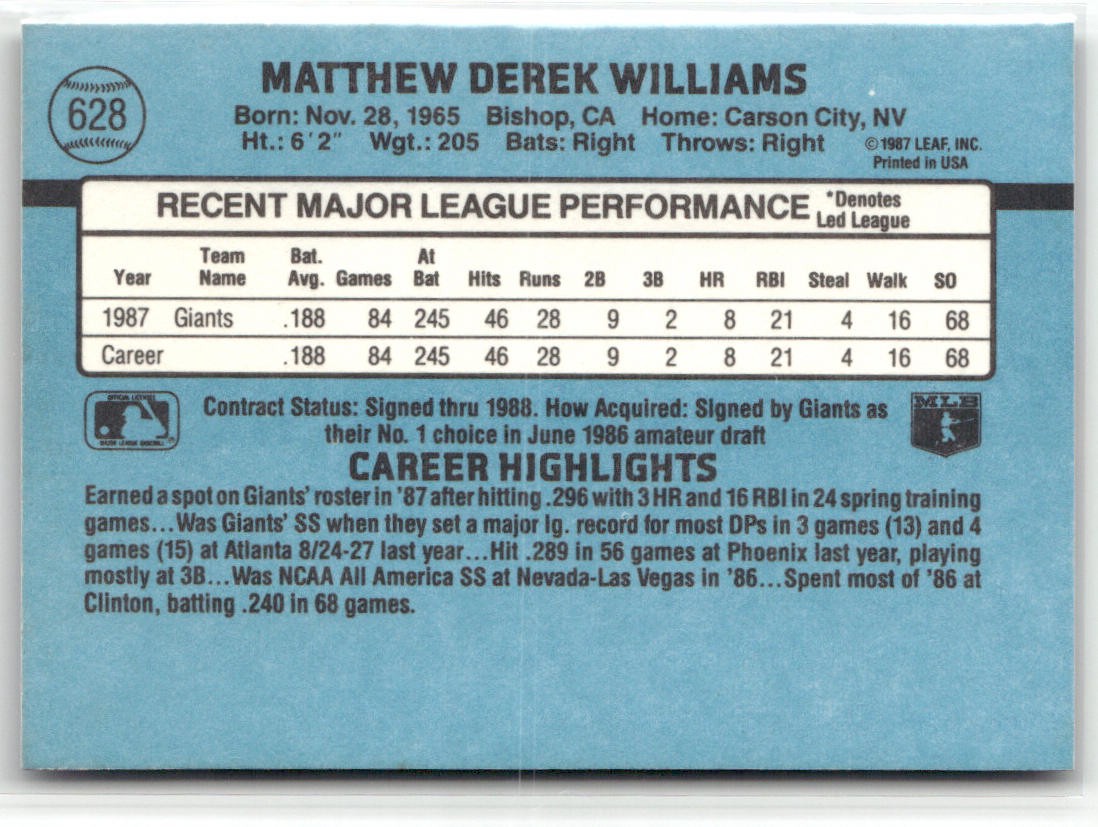 628
MATTHEW DEREK WILLIAMS
Born: Nov. 28, 1965 Bishop, CA Home: Carson City, NV
Ht.: 6'2" Wgt.: 205 Bats: Right Throws: Right
©1987 LEAF, INC.
Printed in USA
RECENT MAJOR LEAGUE PERFORMANCE *Denotes
Led League
Year Team Name Bat. Avg. Games At Bat Hits Runs 2B 3B HR RBI Steal Walk SO
1987 Giants .188 84 245 46 28 9 2 8 21 4 16 68
Career .188 84 245 46 28 9 2 8 21 4 16 68
OFFICIAL LICENSEE
MAJOR LEAGUE BASEBALL
Contract Status: Signed thru 1988. How Acquired: Signed by Giants as
their No. 1 choice in June 1986 amateur draft
MLB
CAREER HIGHLIGHTS
Earned a spot on Giants' roster in '87 after hitting .296 with 3 HR and 16 RBI in 24 spring training
games...Was Giants' SS when they set a major lg. record for most DPs in 3 games (13) and 4
games (15) at Atlanta 8/24-27 last year...Hit .289 in 56 games at Phoenix last year, playing
mostly at 3B...Was NCAA All America SS at Nevada-Las Vegas in '86...Spent most of '86 at
Clinton, batting .240 in 68 games.